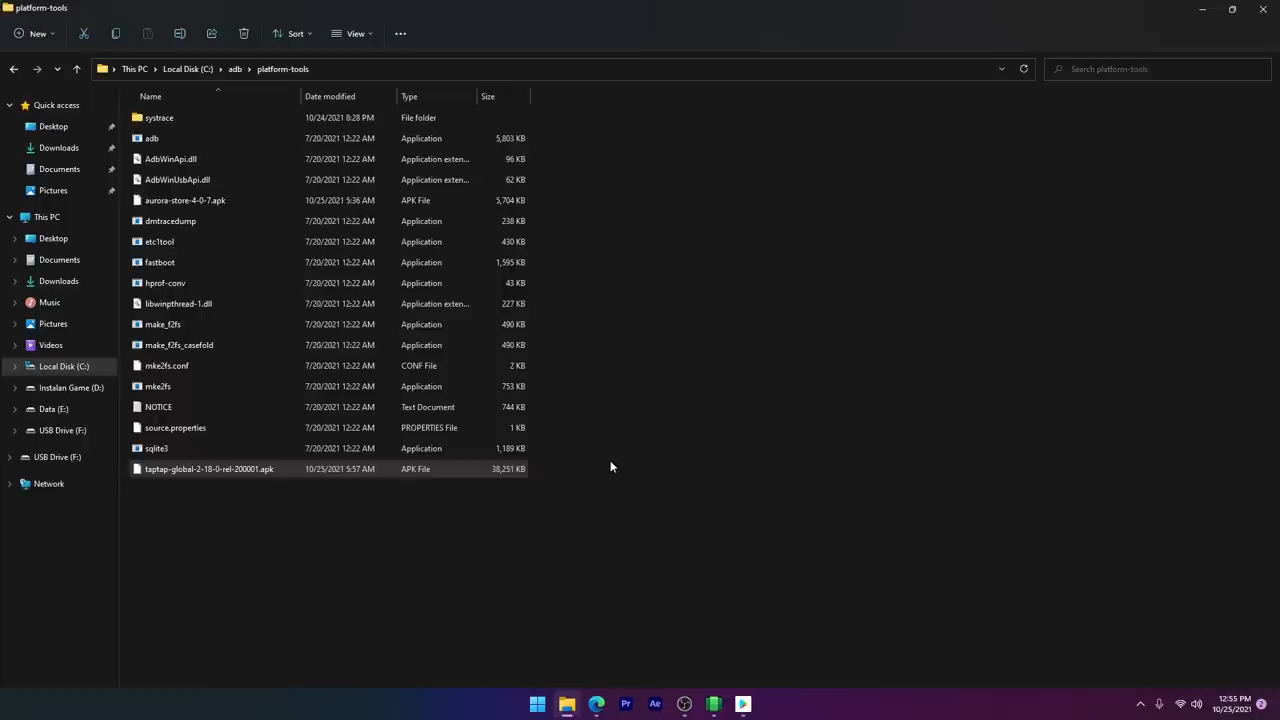 platform-tools
New
Sort
View
This PC > Local Disk (C:) > adb > platform-tools
Search platform-tools
Name Date modified Type Size
Quick access
Desktop
Downloads
Documents
Pictures
This PC
Desktop
Documents
Downloads
Music
Pictures
Videos
Local Disk (C:)
Instalan Game (D:)
Data (E:)
USB Drive (F:)
USB Drive (F:)
Network
systrace 10/24/2021 8:28 PM File folder
adb 7/20/2021 12:22 AM Application 5,803 KB
AdbWinApi.dll 7/20/2021 12:22 AM Application exten... 96 KB
AdbWinUsbApi.dll 7/20/2021 12:22 AM Application exten... 62 KB
aurora-store-4-0-7.apk 10/25/2021 5:36 AM APK File 5,704 KB
dmtracedump 7/20/2021 12:22 AM Application 238 KB
etc1tool 7/20/2021 12:22 AM Application 430 KB
fastboot 7/20/2021 12:22 AM Application 1,595 KB
hprof-conv 7/20/2021 12:22 AM Application 43 KB
libwinpthread-1.dll 7/20/2021 12:22 AM Application exten... 227 KB
make_f2fs 7/20/2021 12:22 AM Application 490 KB
make_f2fs_casefold 7/20/2021 12:22 AM Application 490 KB
mke2fs.conf 7/20/2021 12:22 AM CONF File 2 KB
mke2fs 7/20/2021 12:22 AM Application 753 KB
NOTICE 7/20/2021 12:22 AM Text Document 744 KB
source.properties 7/20/2021 12:22 AM PROPERTIES File 1 KB
sqlite3 7/20/2021 12:22 AM Application 1,189 KB
taptap-global-2-18-0-rel-200001.apk 10/25/2021 5:57 AM APK File 38,251 KB
Pr
Ae
12:55 PM
10/25/2021
2